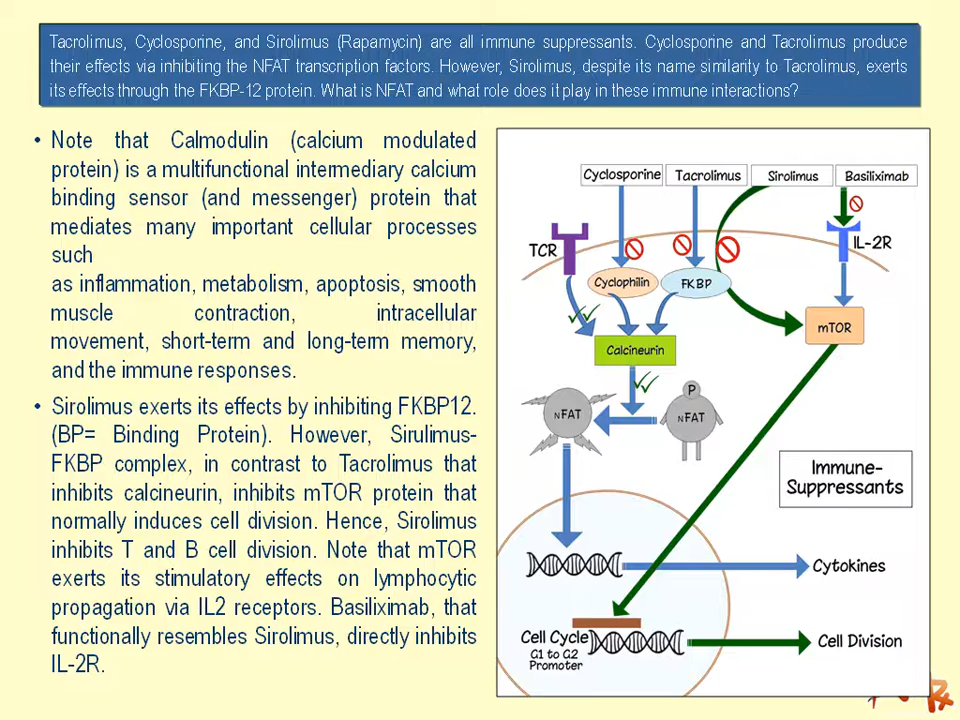 Tacrolimus, Cyclosporine, and Sirolimus (Rapamycin) are all immune suppressants. Cyclosporine and Tacrolimus produce
their effects via inhibiting the NFAT transcription factors. However, Sirolimus, despite its name similarity to Tacrolimus, exerts
its effects through the FKBP-12 protein. What is NFAT and what role does it play in these immune interactions?
• Note that Calmodulin (calcium modulated
protein) is a multifunctional intermediary calcium
binding sensor (and messenger) protein that
mediates many important cellular processes
such
as inflammation, metabolism, apoptosis, smooth
muscle contraction, intracellular
movement, short-term and long-term memory,
and the immune responses.
• Sirolimus exerts its effects by inhibiting FKBP12.
(BP= Binding Protein). However, Sirulimus-
FKBP complex, in contrast to Tacrolimus that
inhibits calcineurin, inhibits mTOR protein that
normally induces cell division. Hence, Sirolimus
inhibits T and B cell division. Note that mTOR
exerts its stimulatory effects on lymphocytic
propagation via IL2 receptors. Basiliximab, that
functionally resembles Sirolimus, directly inhibits
IL-2R.
Cyclosporine
Tacrolimus
Sirolimus
Basiliximab
TCR
IL-2R
Cyclophilin
FKBP
mTOR
Calcineurin
P
NFAT
NFAT
Immune-
Suppressants
Cytokines
Cell Cycle
G1 to G2
Promoter
Cell Division